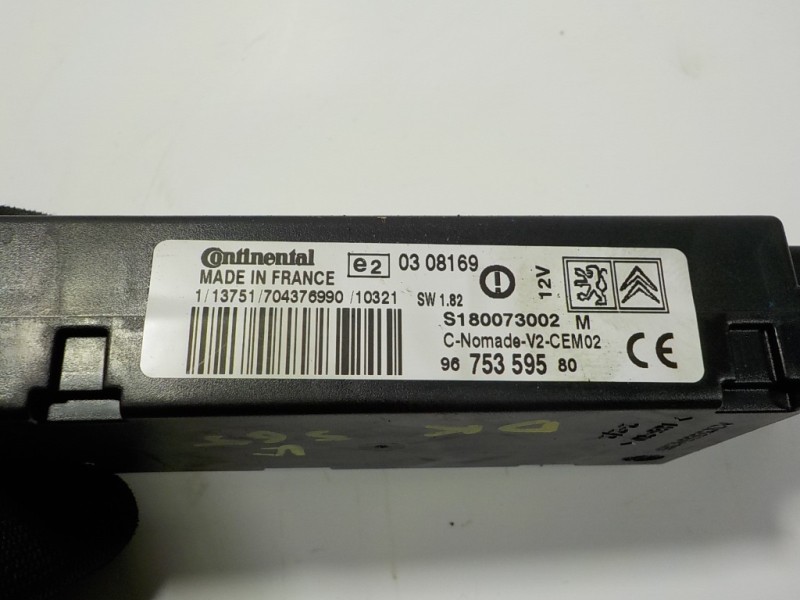 Continental
MADE IN FRANCE
e2 03 08169
12V
1/13751/704376990/10321 SW 1.82
S180073002 M
C-Nomade-V2-CEM02
96 753 595 80
CE
OK